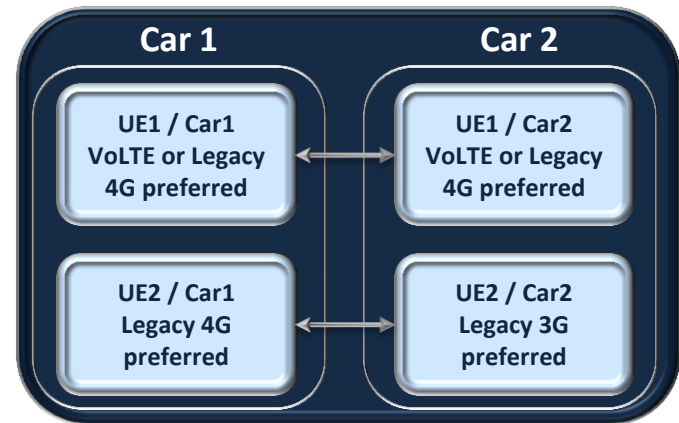 Car 1
Car 2
UE1 / Car1
VoLTE or Legacy
4G preferred
UE1 / Car2
VoLTE or Legacy
4G preferred
UE2 / Car1
Legacy 4G
preferred
UE2 / Car2
Legacy 3G
preferred